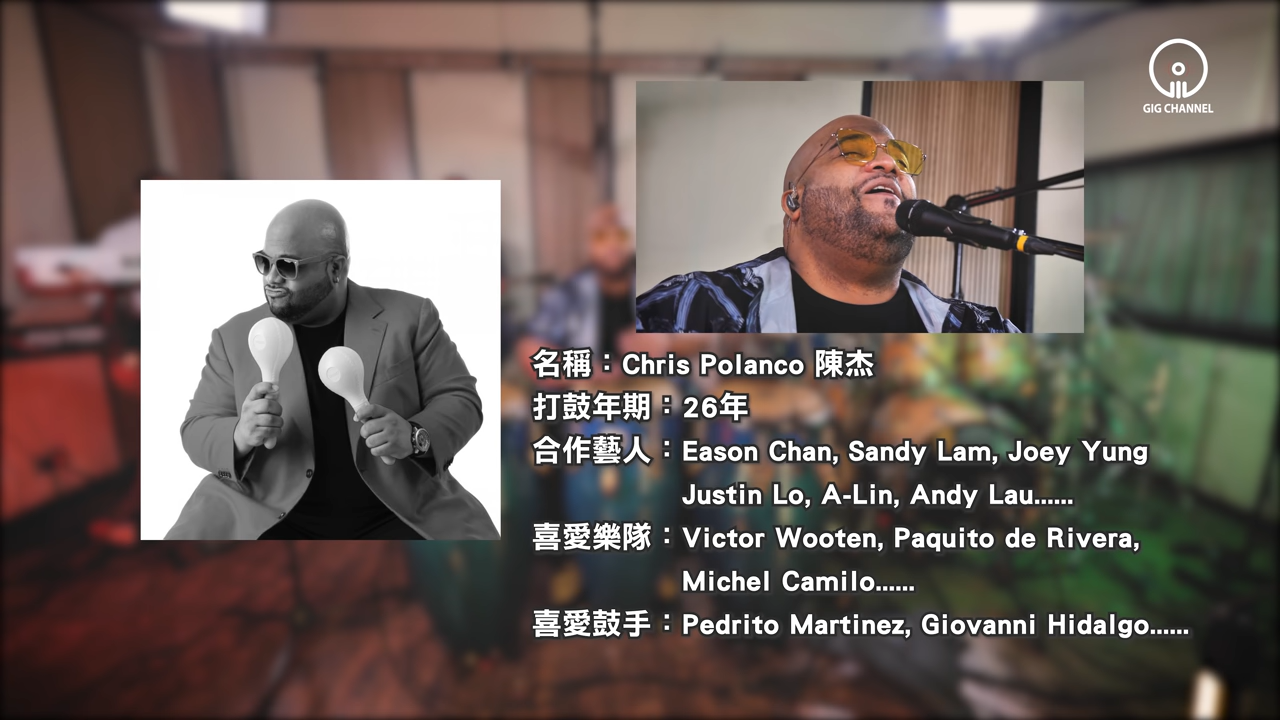 GIG CHANNEL
名稱：Chris Polanco 陳杰
打鼓年期：26年
合作藝人：Eason Chan, Sandy Lam, Joey Yung
Justin Lo, A-Lin, Andy Lau......
喜愛樂隊：Victor Wooten, Paquito de Rivera,
Michel Camilo......
喜愛鼓手：Pedrito Martinez, Giovanni Hidalgo......